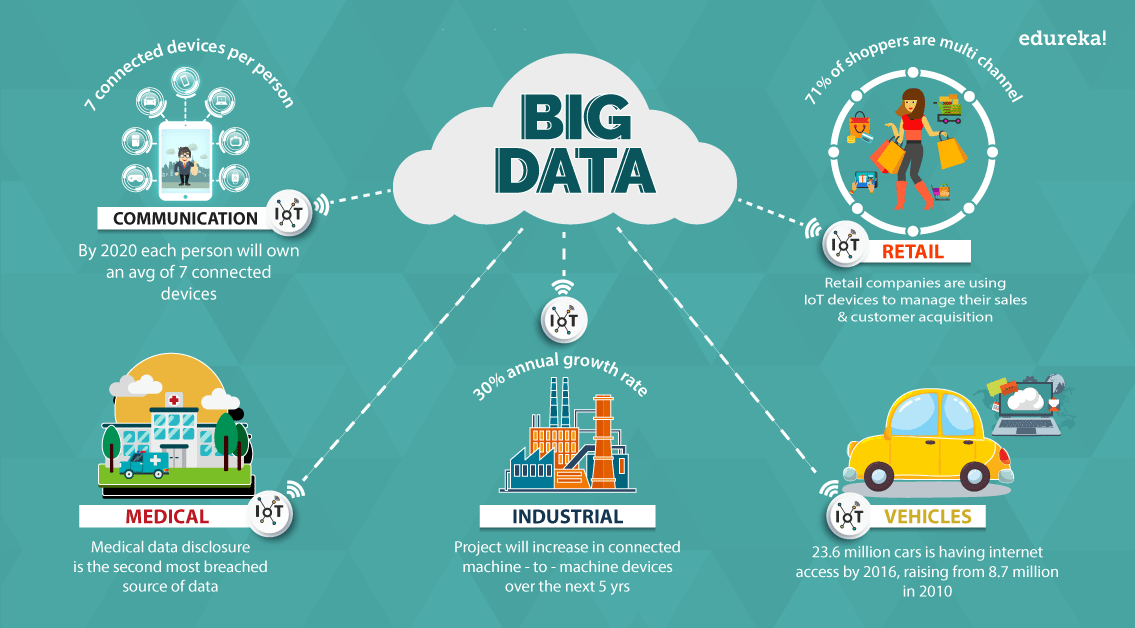 edureka!
7 connected devices per person
BIG
DATA
71% of shoppers are multi channel
COMMUNICATION
IoT
By 2020 each person will own
an avg of 7 connected
devices
IoT
RETAIL
Retail companies are using
IoT devices to manage their sales
& customer acquisition
IoT
30% annual growth rate
MEDICAL
IoT
Medical data disclosure
is the second most breached
source of data
INDUSTRIAL
Project will increase in connected
machine - to - machine devices
over the next 5 yrs
IoT
VEHICLES
23.6 million cars is having internet
access by 2016, raising from 8.7 million
in 2010